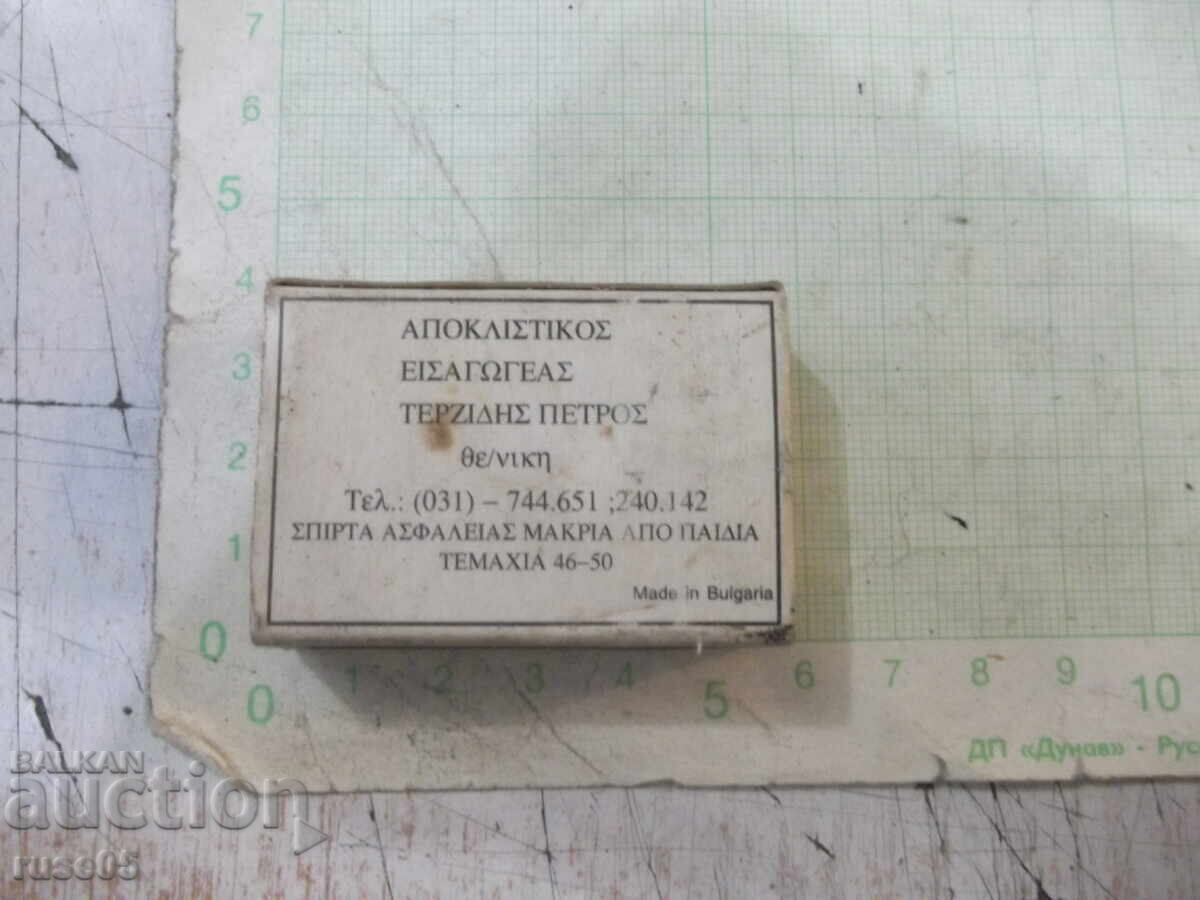 7
6
5
4
3
2
1
0
ΑΠΟΚΛΙΣΤΙΚΟΣ
ΕΙΣΑΓΩΓΕΑΣ
ΤΕΡΖΙΔΗΣ ΠΕΤΡΟΣ
θε/νικη
Τελ.: (031) – 744.651 ;240.142
ΣΠΙΡΤΑ ΑΣΦΑΛΕΙΑΣ ΜΑΚΡΙΑ ΑΠΟ ΠΑΙΔΙΑ
ΤΕΜΑΧΙΑ 46–50
Made in Bulgaria
0 1 2 3 4 5 6 7 8 9 10
ДП «Дунав» - Рус
BALKAN
auction
ruse05